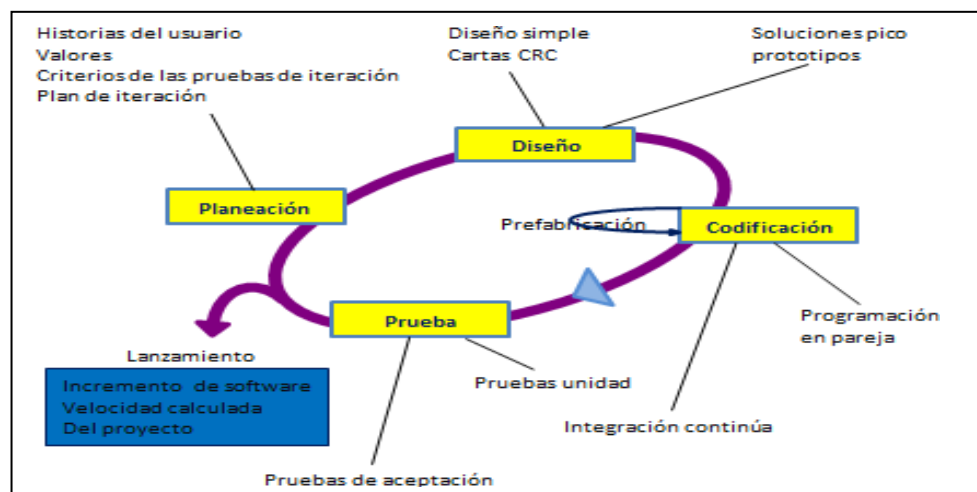 Historias del usuario
Valores
Criterios de las pruebas de iteración
Plan de iteración
Diseño simple
Cartas CRC
Soluciones pico
prototipos
Diseño
Planeación
Prefabricación
Codificación
Prueba
Programación
en pareja
Lanzamiento
Incremento de software
Velocidad calculada
Del proyecto
Pruebas unidad
Integración continúa
Pruebas de aceptación